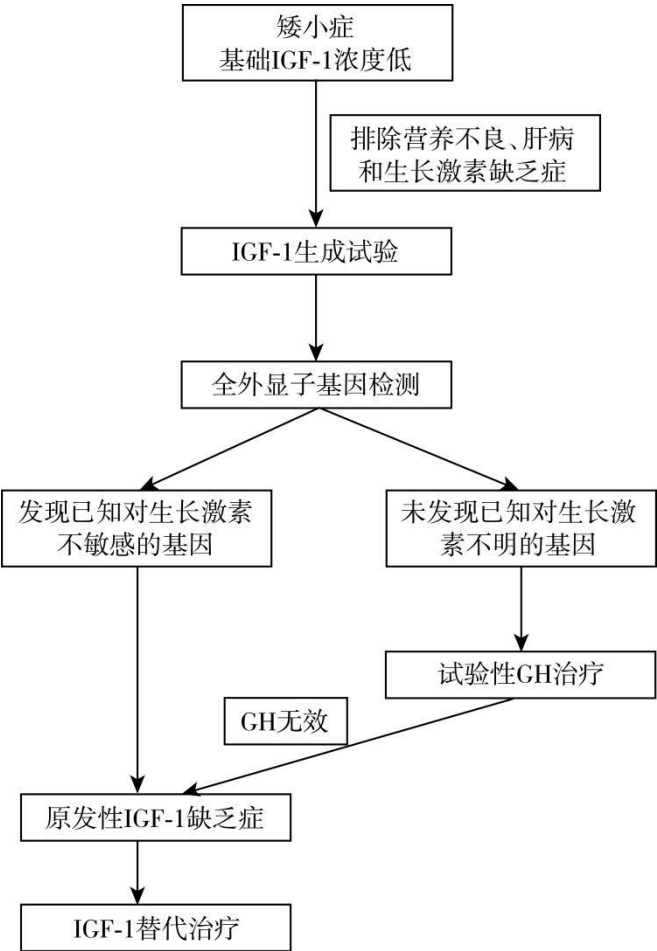 矮小症
基础IGF-1浓度低
排除营养不良、肝病
和生长激素缺乏症
IGF-1生成试验
全外显子基因检测
发现已知对生长激素
不敏感的基因
未发现已知对生长激
素不明的基因
试验性GH治疗
GH无效
原发性IGF-1缺乏症
IGF-1替代治疗